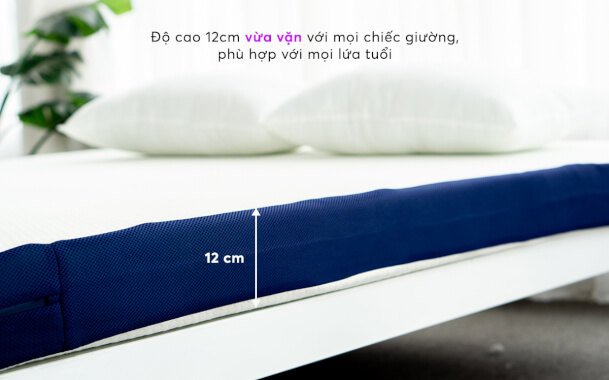 Độ cao 12cm vừa vặn với mọi chiếc giường,
phù hợp với mọi lứa tuổi
12 cm